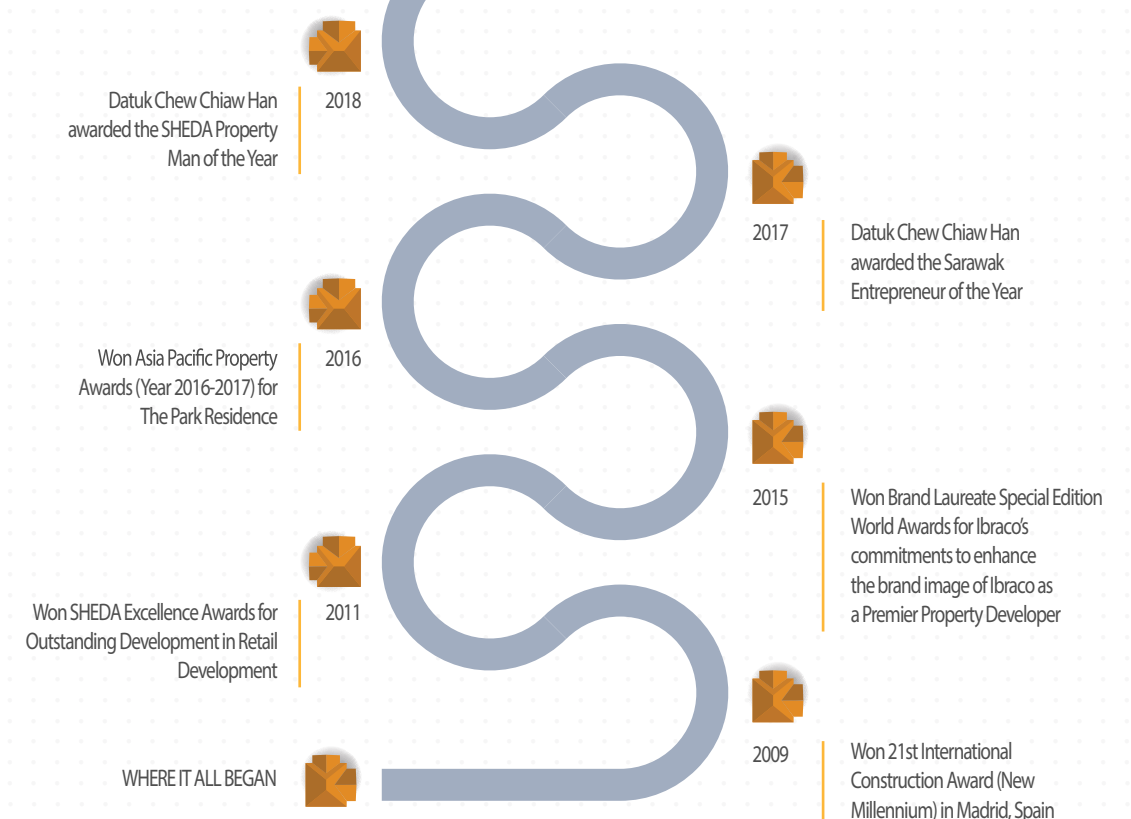 2018
Datuk Chew Chiaw Han
awarded the SHEDA Property
Man of the Year
2017
Datuk Chew Chiaw Han
awarded the Sarawak
Entrepreneur of the Year
2016
Won Asia Pacific Property
Awards (Year 2016-2017) for
The Park Residence
2015
Won Brand Laureate Special Edition
World Awards for Ibraco’s
commitments to enhance
the brand image of Ibraco as
a Premier Property Developer
2011
Won SHEDA Excellence Awards for
Outstanding Development in Retail
Development
2009
Won 21st International
Construction Award (New
Millennium) in Madrid, Spain
WHERE IT ALL BEGAN